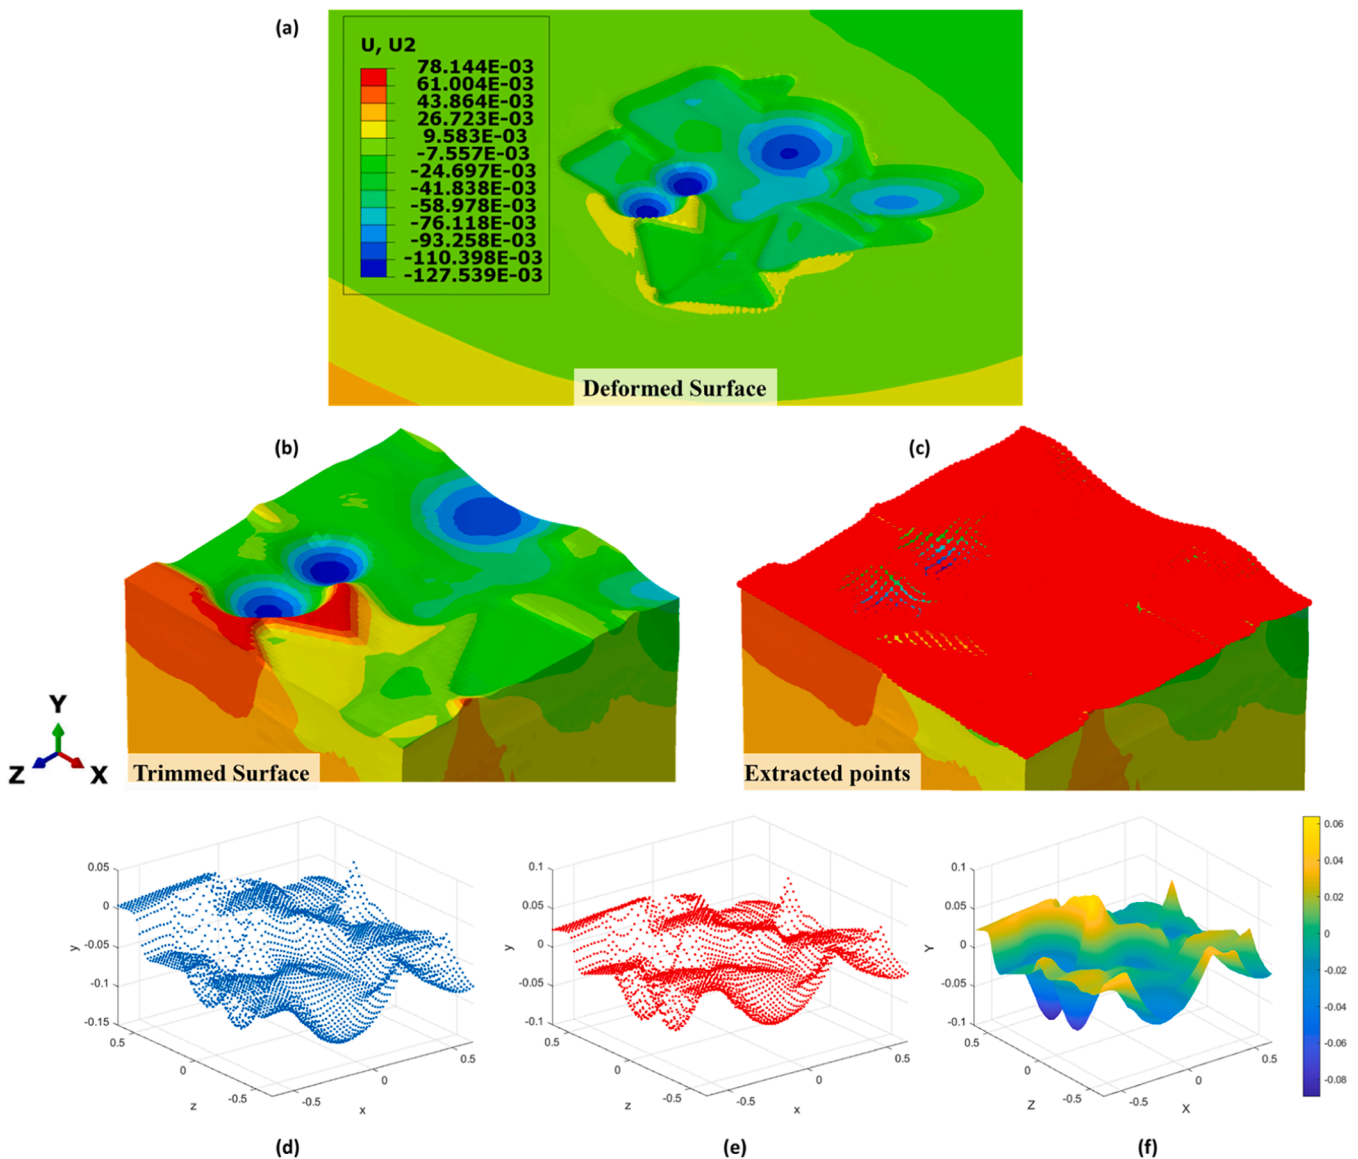 (a)
U, U2
78.144E-03
61.004E-03
43.864E-03
26.723E-03
9.583E-03
-7.557E-03
-24.697E-03
-41.838E-03
-58.978E-03
-76.118E-03
-93.258E-03
-110.398E-03
-127.539E-03
Deformed Surface
(b)
(c)
Y
Z
X
Trimmed Surface
Extracted points
0.05
0
-0.05
-0.1
-0.15
y
0.5
0
-0.5
z
-0.5
0
0.5
x
0.1
0.05
0
-0.05
-0.1
y
0.5
0
-0.5
z
-0.5
0
0.5
x
0.1
0.05
0
-0.05
-0.1
Y
0.5
0
-0.5
Z
-0.5
0
0.5
X
0.06
0.04
0.02
0
-0.02
-0.04
-0.06
-0.08
(d)
(e)
(f)